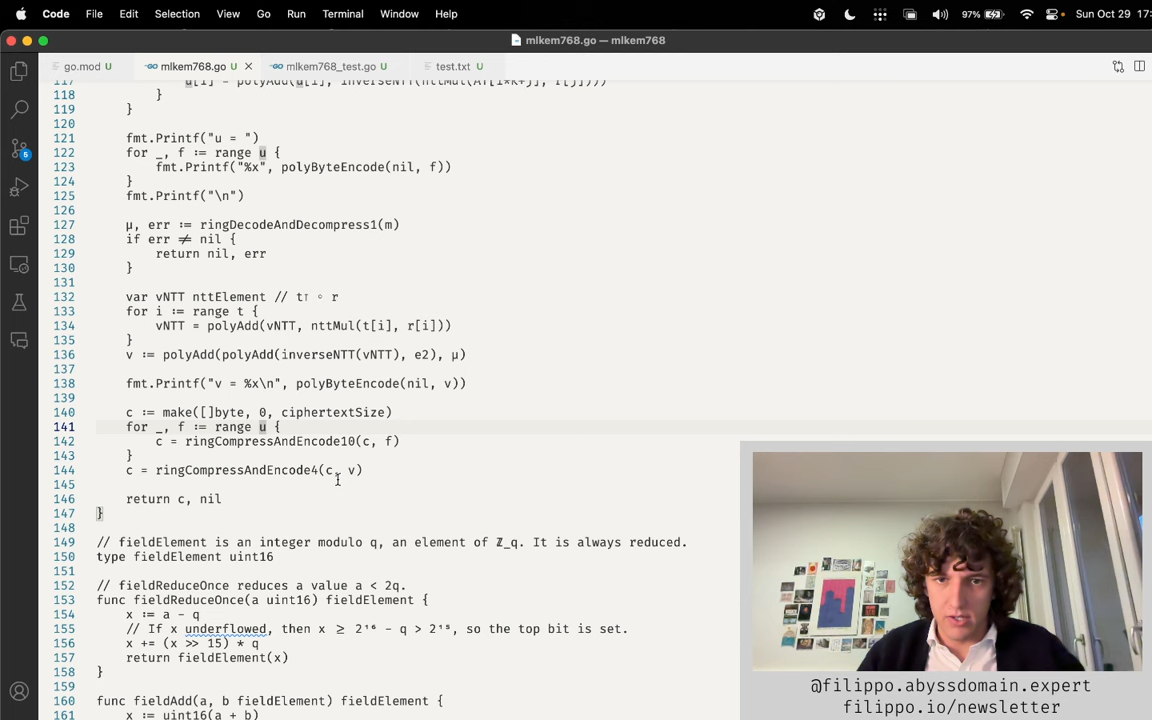 Code File Edit Selection View Go Run Terminal Window Help 97% Sun Oct 29 17:
mlkem768.go — mlkem768
go.mod U mlkem768.go U mlkem768_test.go U test.txt U
117 u[i] = polyAdd(u[i], inverseNTT(nttMul(AT[i*k+j], r[j])))
118 }
119 }
120
121 fmt.Printf("u = ")
122 for _, f := range u {
123 fmt.Printf("%x", polyByteEncode(nil, f))
124 }
125 fmt.Printf("\n")
126
127 μ, err := ringDecodeAndDecompress1(m)
128 if err ≠ nil {
129 return nil, err
130 }
131
132 var vNTT nttElement // t⊺ ◦ r
133 for i := range t {
134 vNTT = polyAdd(vNTT, nttMul(t[i], r[i]))
135 }
136 v := polyAdd(polyAdd(inverseNTT(vNTT), e2), μ)
137
138 fmt.Printf("v = %x\n", polyByteEncode(nil, v))
139
140 c := make([]byte, 0, ciphertextSize)
141 for _, f := range u {
142 c = ringCompressAndEncode10(c, f)
143 }
144 c = ringCompressAndEncode4(c, v)
145
146 return c, nil
147 }
148
149 // fieldElement is an integer modulo q, an element of ℤ_q. It is always reduced.
150 type fieldElement uint16
151
152 // fieldReduceOnce reduces a value a < 2q.
153 func fieldReduceOnce(a uint16) fieldElement {
154 x := a - q
155 // If x underflowed, then x ≥ 2¹⁶ - q > 2¹⁵, so the top bit is set.
156 x += (x >> 15) * q
157 return fieldElement(x)
158 }
159
160 func fieldAdd(a, b fieldElement) fieldElement {
161 x := uint16(a + b)
5
@filippo.abyssdomain.expert
filippo.io/newsletter